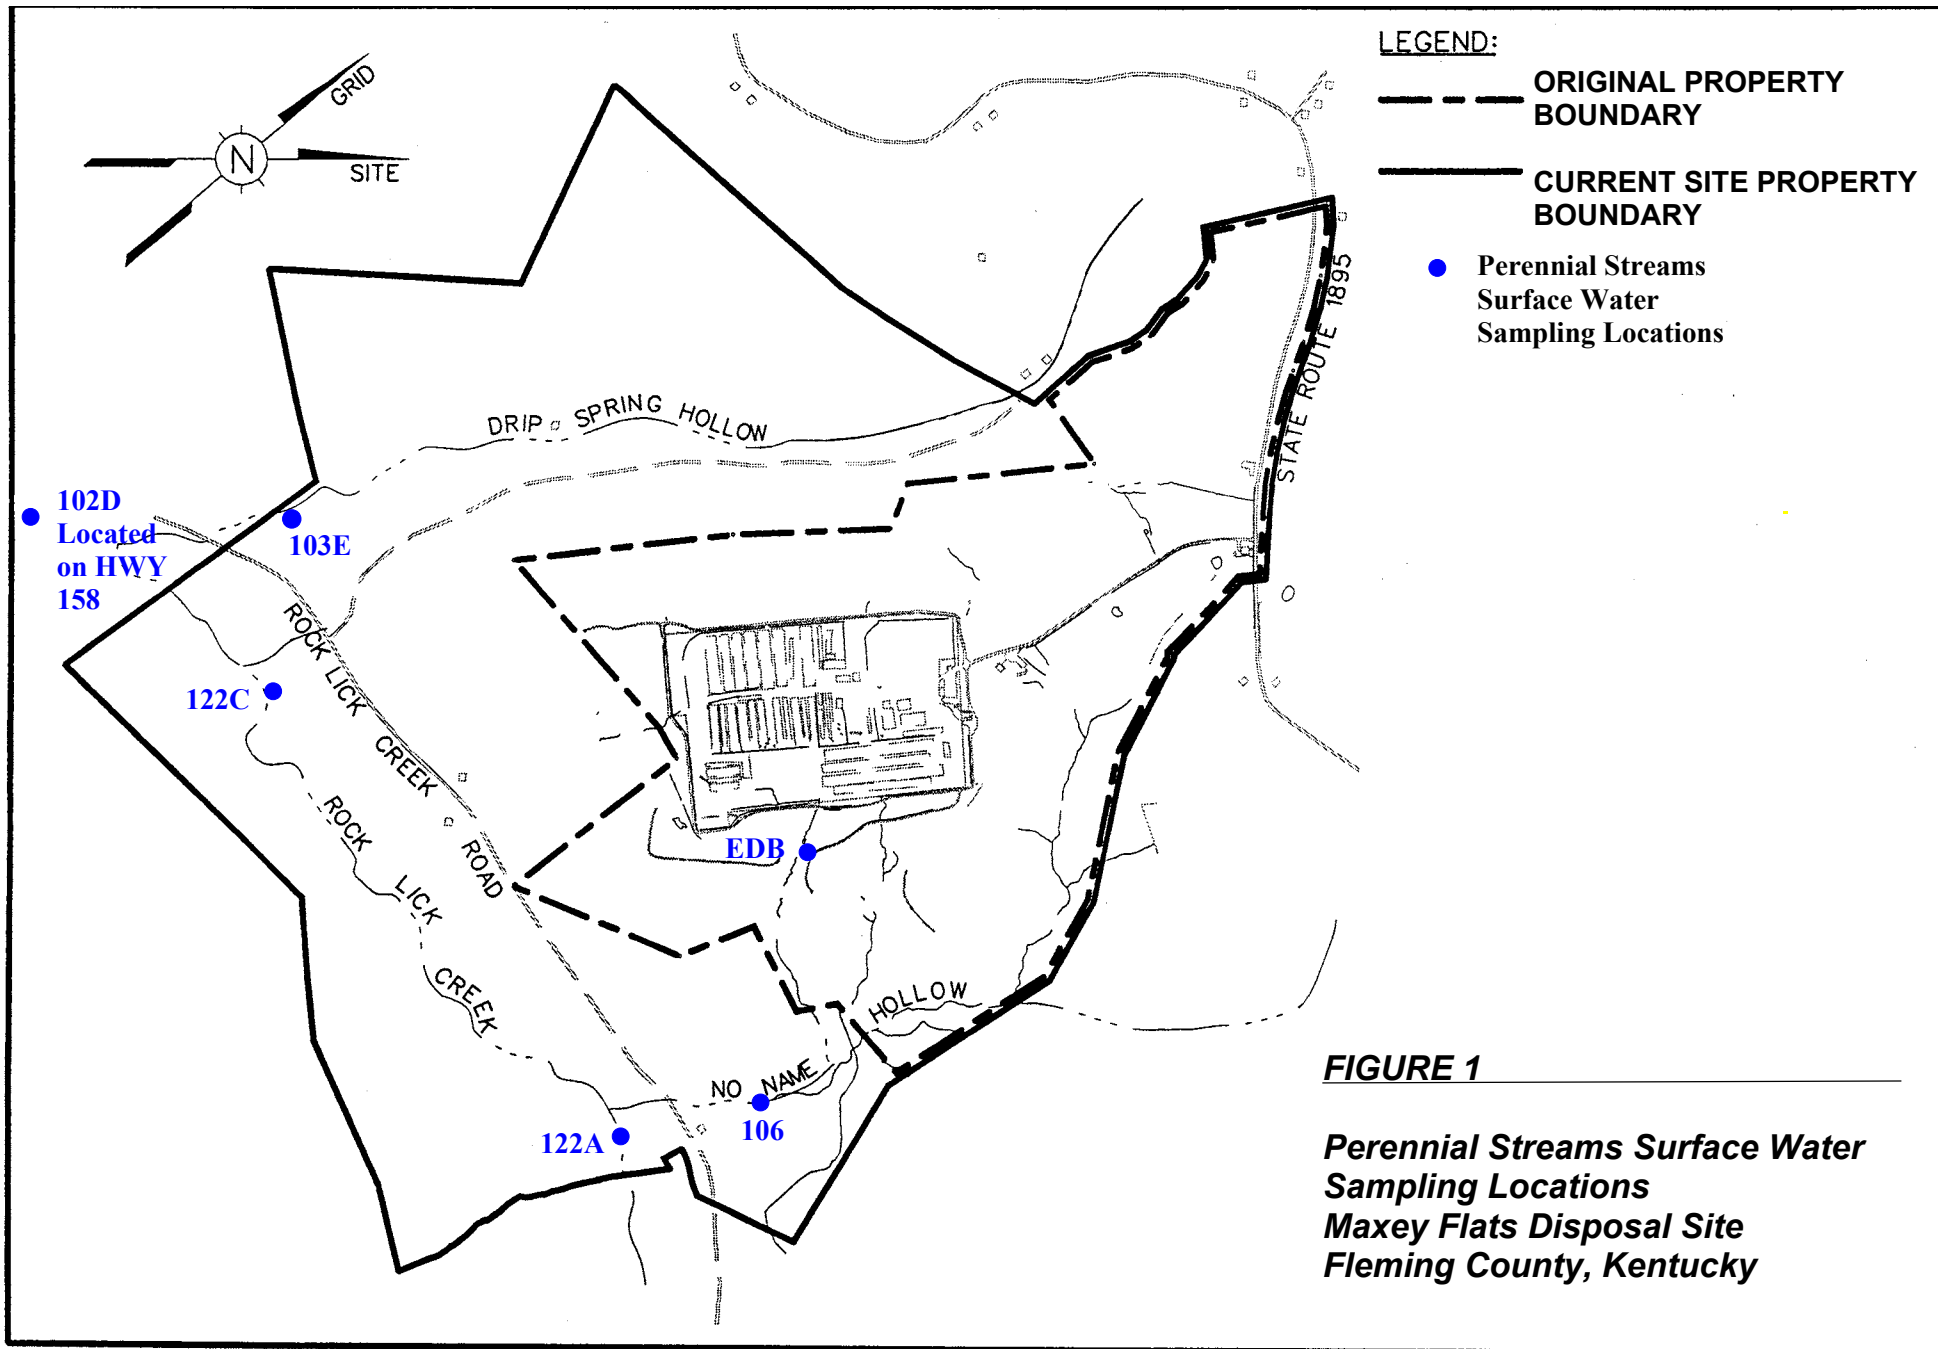 GRID
N
SITE
LEGEND:
ORIGINAL PROPERTY
BOUNDARY
CURRENT SITE PROPERTY
BOUNDARY
Perennial Streams
Surface Water
Sampling Locations
STATE ROUTE 1895
DRIP SPRING HOLLOW
102D
Located
on HWY
158
103E
122C
ROCK LICK CREEK ROAD
ROCK LICK CREEK
EDB
NO NAME HOLLOW
106
122A
FIGURE 1
Perennial Streams Surface Water
Sampling Locations
Maxey Flats Disposal Site
Fleming County, Kentucky